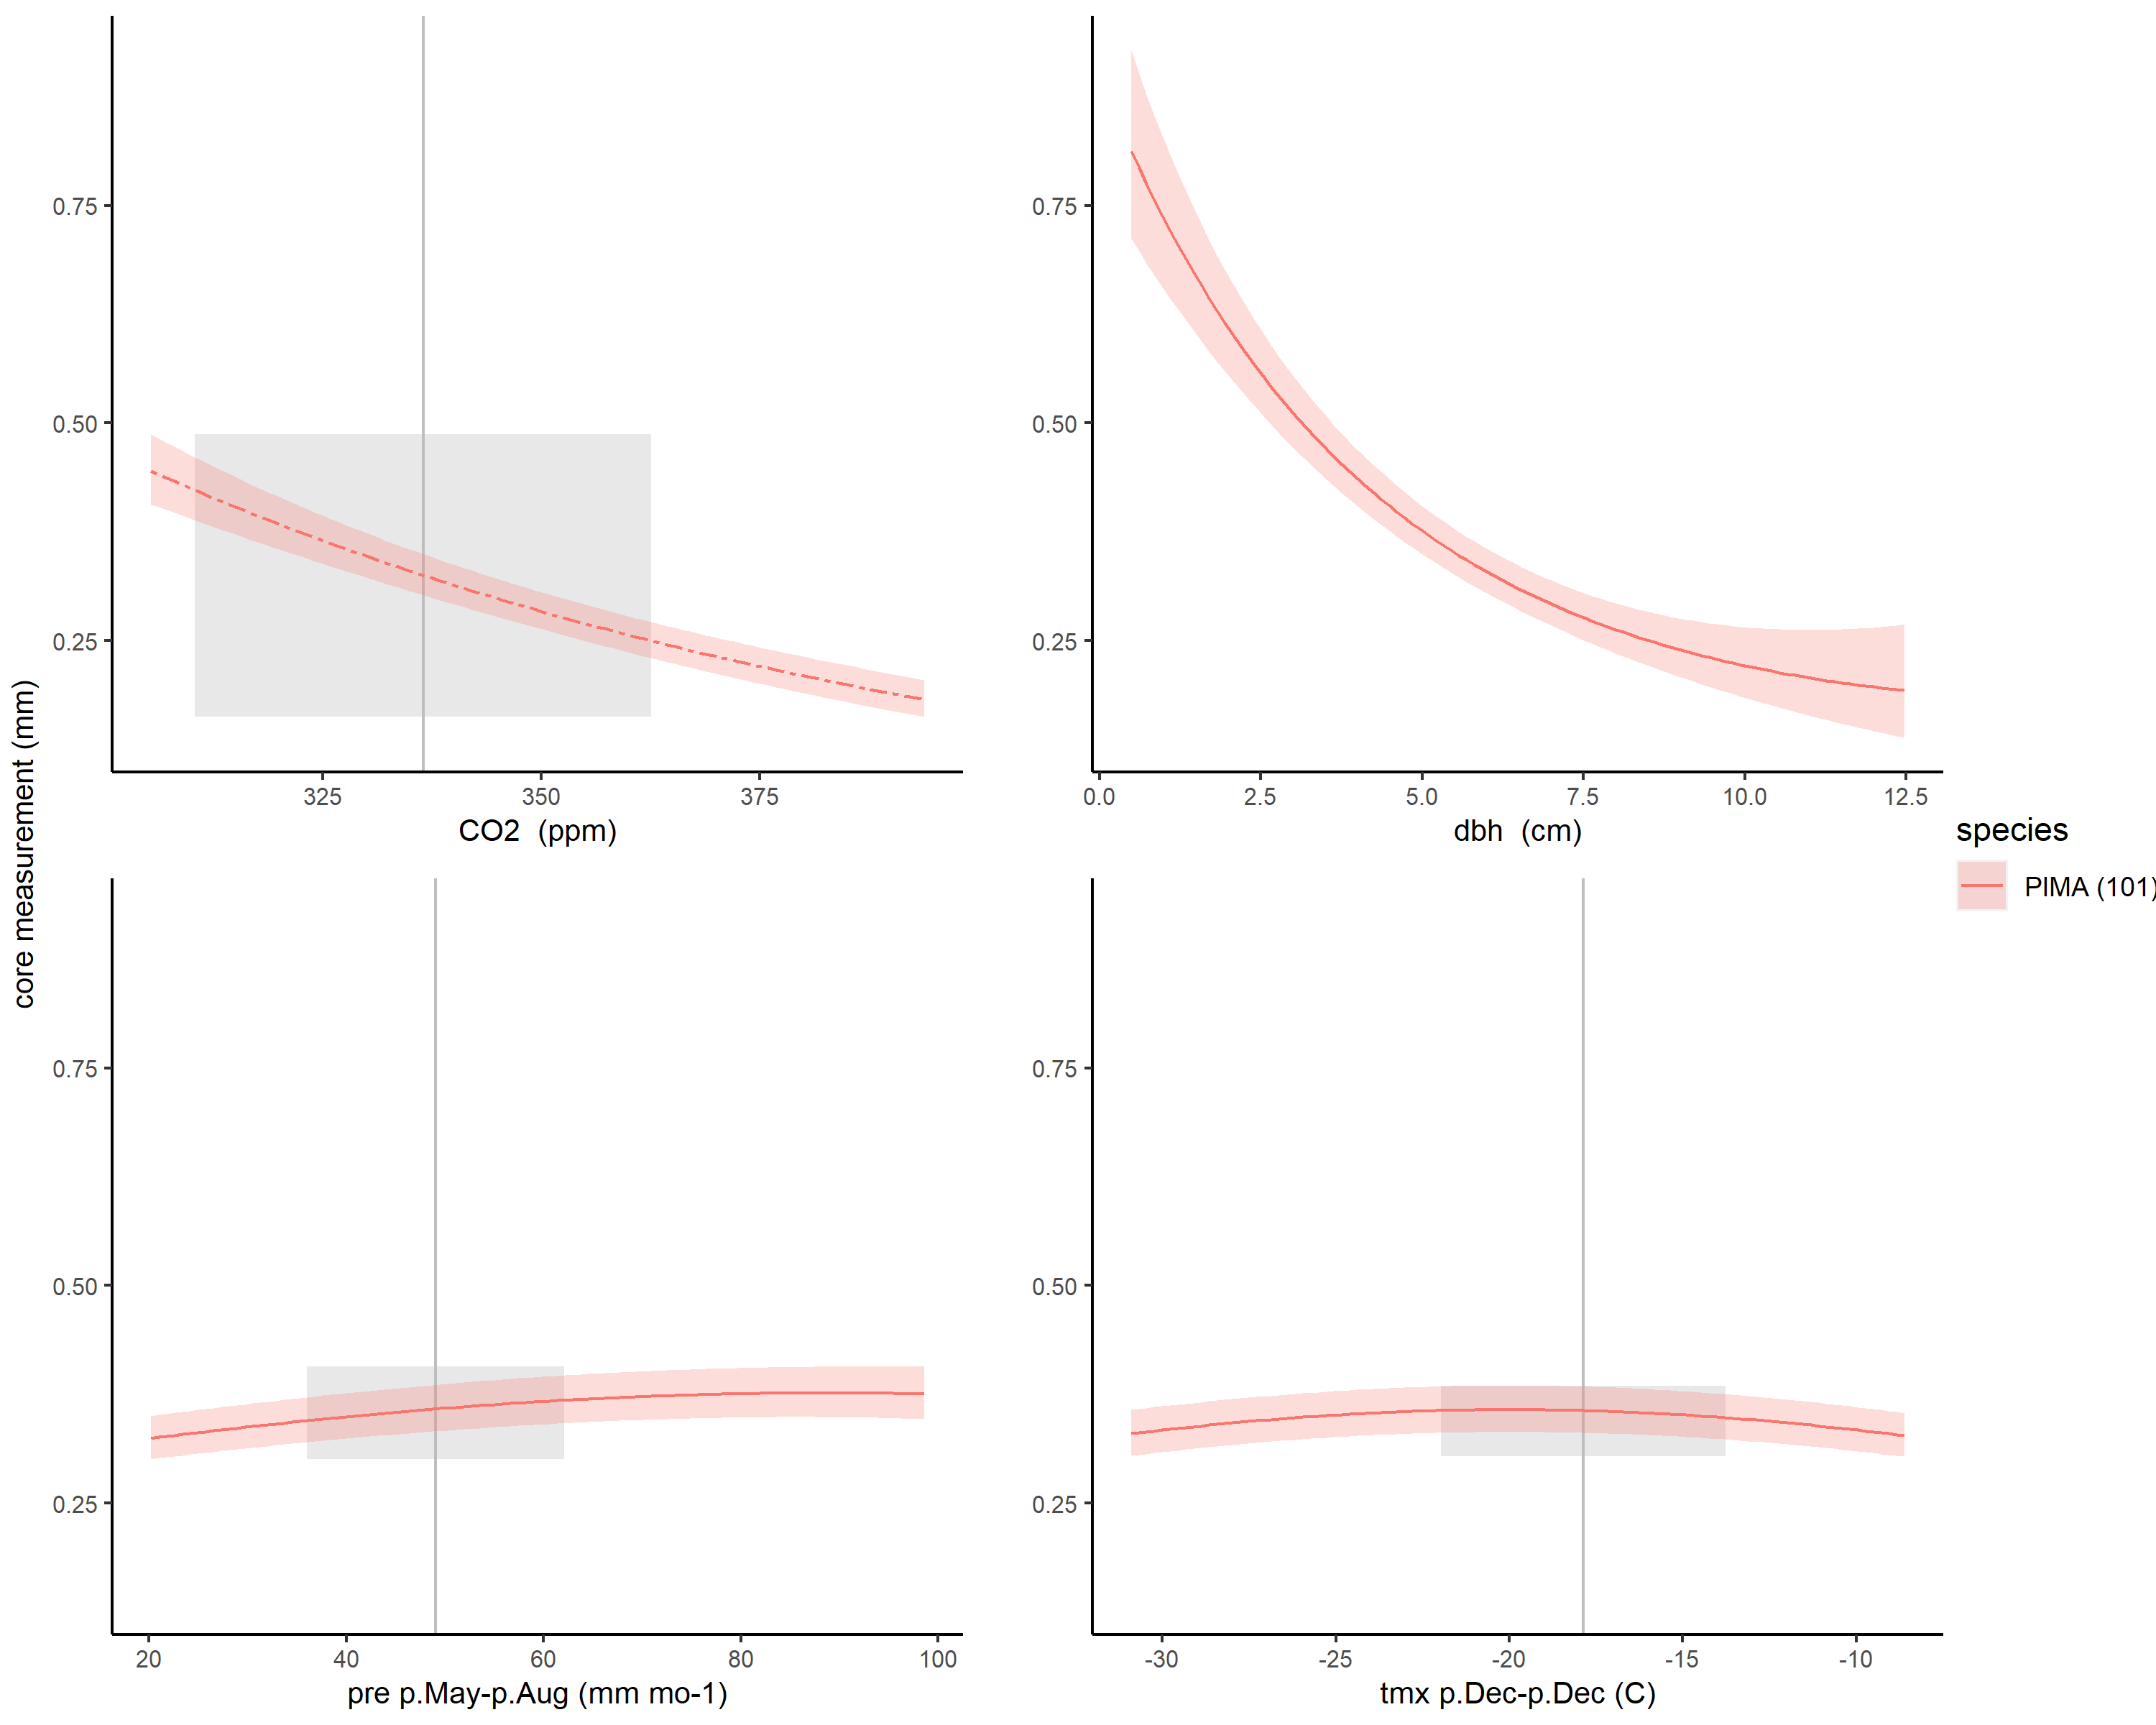 core measurement (mm)
0.75
0.50
0.25
325 350 375
CO2 (ppm)
0.75
0.50
0.25
0.0 2.5 5.0 7.5 10.0 12.5
dbh (cm)
0.75
0.50
0.25
20 40 60 80 100
pre p.May-p.Aug (mm mo-1)
0.75
0.50
0.25
-30 -25 -20 -15 -10
tmx p.Dec-p.Dec (C)
species
PIMA (101)